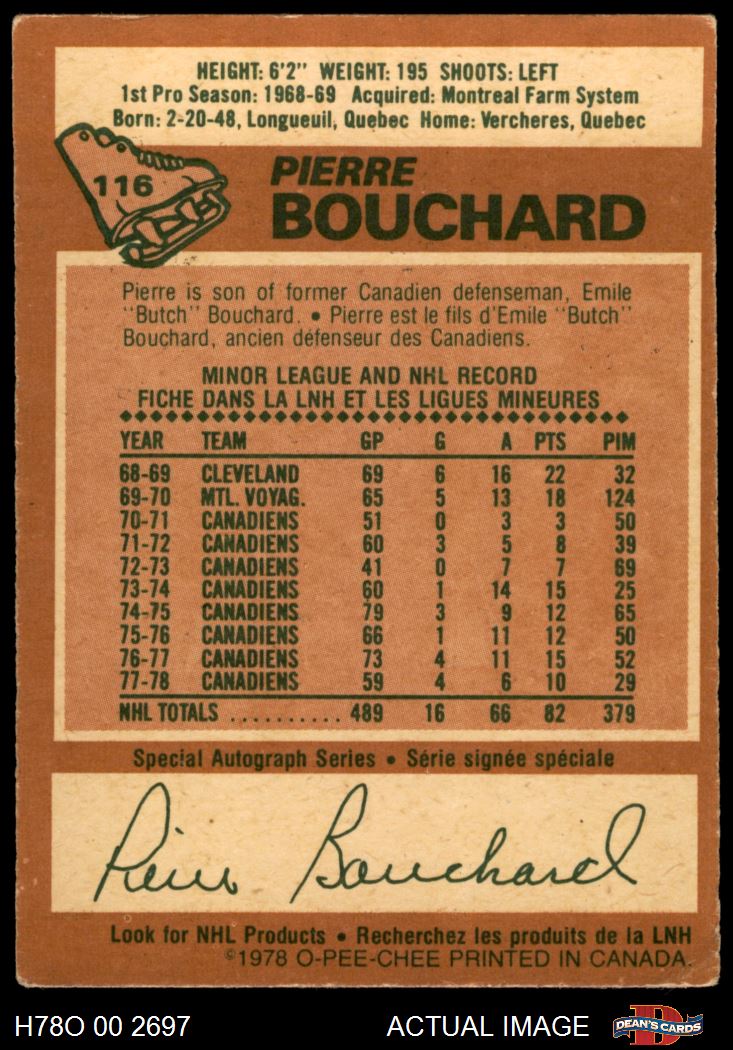 HEIGHT: 6'2" WEIGHT: 195 SHOOTS: LEFT
1st Pro Season: 1968-69 Acquired: Montreal Farm System
Born: 2-20-48, Longueuil, Quebec Home: Vercheres, Quebec
116
PIERRE
BOUCHARD
Pierre is son of former Canadien defenseman, Emile
"Butch" Bouchard. • Pierre est le fils d'Emile "Butch"
Bouchard, ancien défenseur des Canadiens.
MINOR LEAGUE AND NHL RECORD
FICHE DANS LA LNH ET LES LIGUES MINEURES
YEAR TEAM GP G A PTS PIM
68-69 CLEVELAND 69 6 16 22 32
69-70 MTL. VOYAG. 65 5 13 18 124
70-71 CANADIENS 51 0 3 3 50
71-72 CANADIENS 60 3 5 8 39
72-73 CANADIENS 41 0 7 7 69
73-74 CANADIENS 60 1 14 15 25
74-75 CANADIENS 79 3 9 12 65
75-76 CANADIENS 66 1 11 12 50
76-77 CANADIENS 73 4 11 15 52
77-78 CANADIENS 59 4 6 10 29
NHL TOTALS .......... 489 16 66 82 379
Special Autograph Series • Série signée spéciale
Pierre Bouchard
Look for NHL Products • Recherchez les produits de la LNH
©1978 O-PEE-CHEE PRINTED IN CANADA.
H78O 00 2697 ACTUAL IMAGE D DEAN'S CARDS